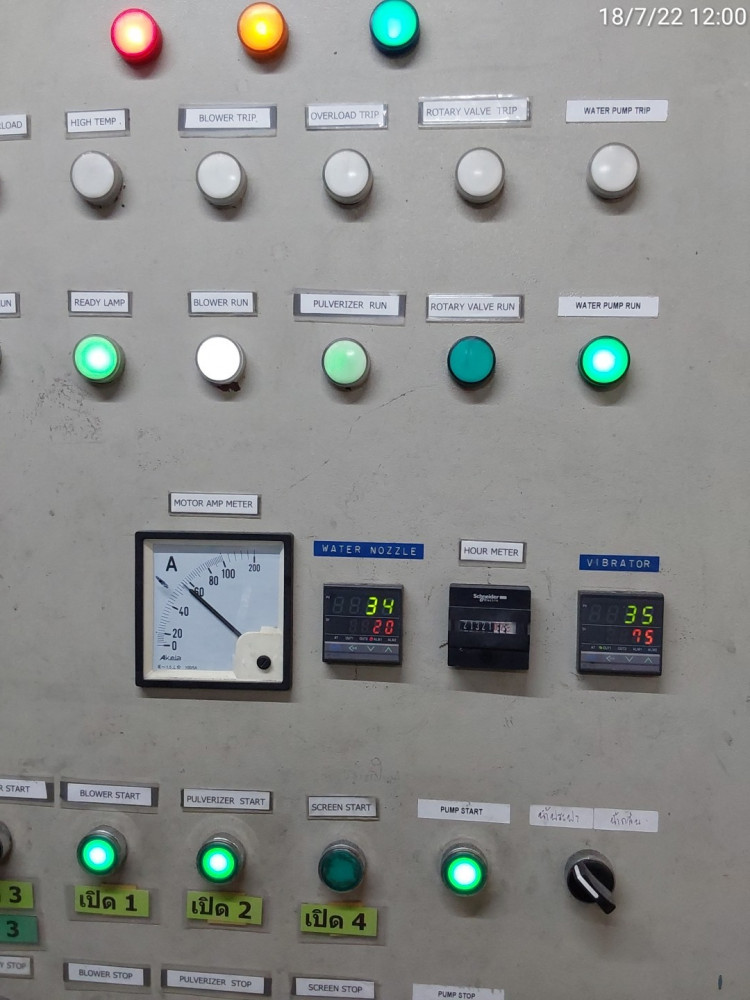 18/7/22 12:00
LOAD
HIGH TEMP .
BLOWER TRIP.
OVERLOAD TRIP
ROTARY VALVE TRIP
WATER PUMP TRIP
UN
READY LAMP
BLOWER RUN
PULVERIZER RUN
ROTARY VALVE RUN
WATER PUMP RUN
MOTOR AMP METER
WATER NOZZLE
HOUR METER
VIBRATOR
A
200
100
80
60
40
20
0
34
20
Schneider
35
75
R START
BLOWER START
PULVERIZER START
SCREEN START
PUMP START
3
เปิด 1
เปิด 2
เปิด 4
3
Y STOP
BLOWER STOP
PULVERIZER STOP
SCREEN STOP
PUMP STOP